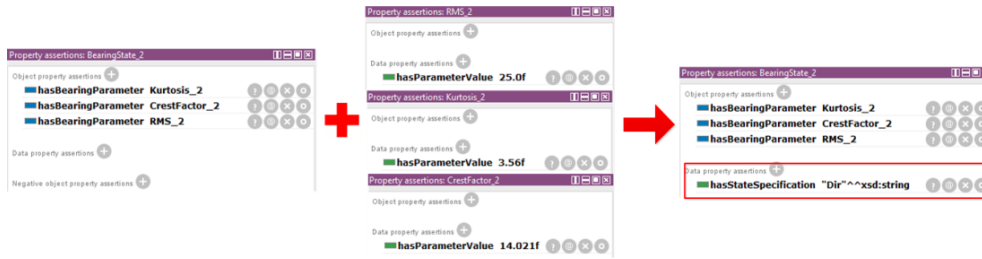 Property assertions: BearingState_2
Object property assertions
hasBearingParameter Kurtosis_2
hasBearingParameter CrestFactor_2
hasBearingParameter RMS_2
Data property assertions
Negative object property assertions
Property assertions: RMS_2
Object property assertions
Data property assertions
hasParameterValue 25.0f
Property assertions: Kurtosis_2
Object property assertions
Data property assertions
hasParameterValue 3.56f
Property assertions: CrestFactor_2
Object property assertions
Data property assertions
hasParameterValue 14.021f
Property assertions: BearingState_2
Object property assertions
hasBearingParameter Kurtosis_2
hasBearingParameter CrestFactor_2
hasBearingParameter RMS_2
Data property assertions
hasStateSpecification "Dir"^^xsd:string